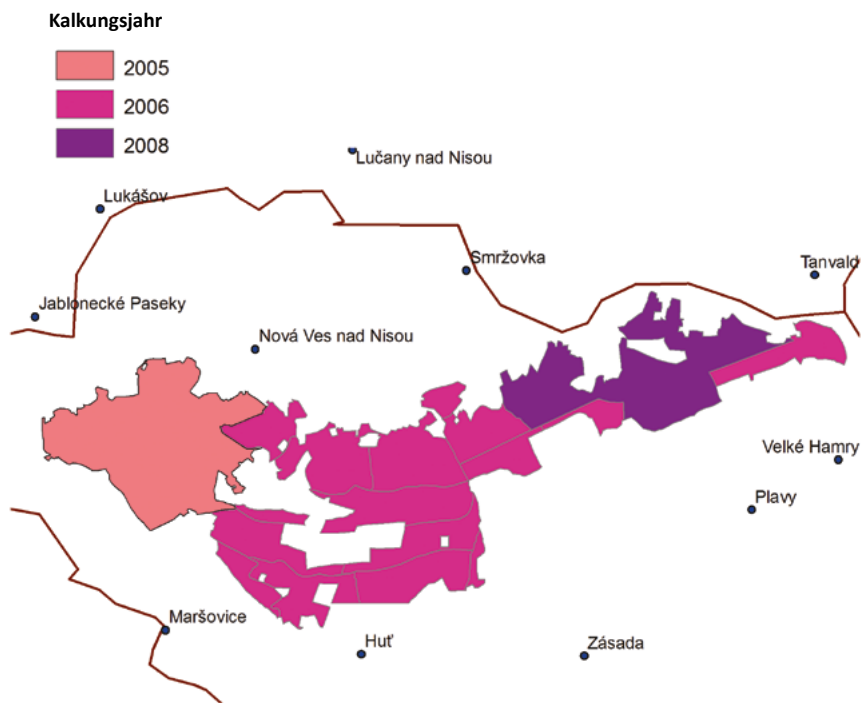 Kalkungsjahr
2005
2006
2008
Lučany nad Nisou
Lukášov
Smržovka
Tanvald
Jablonecké Paseky
Nová Ves nad Nisou
Velké Hamry
Plavy
Maršovice
Huť
Zásada